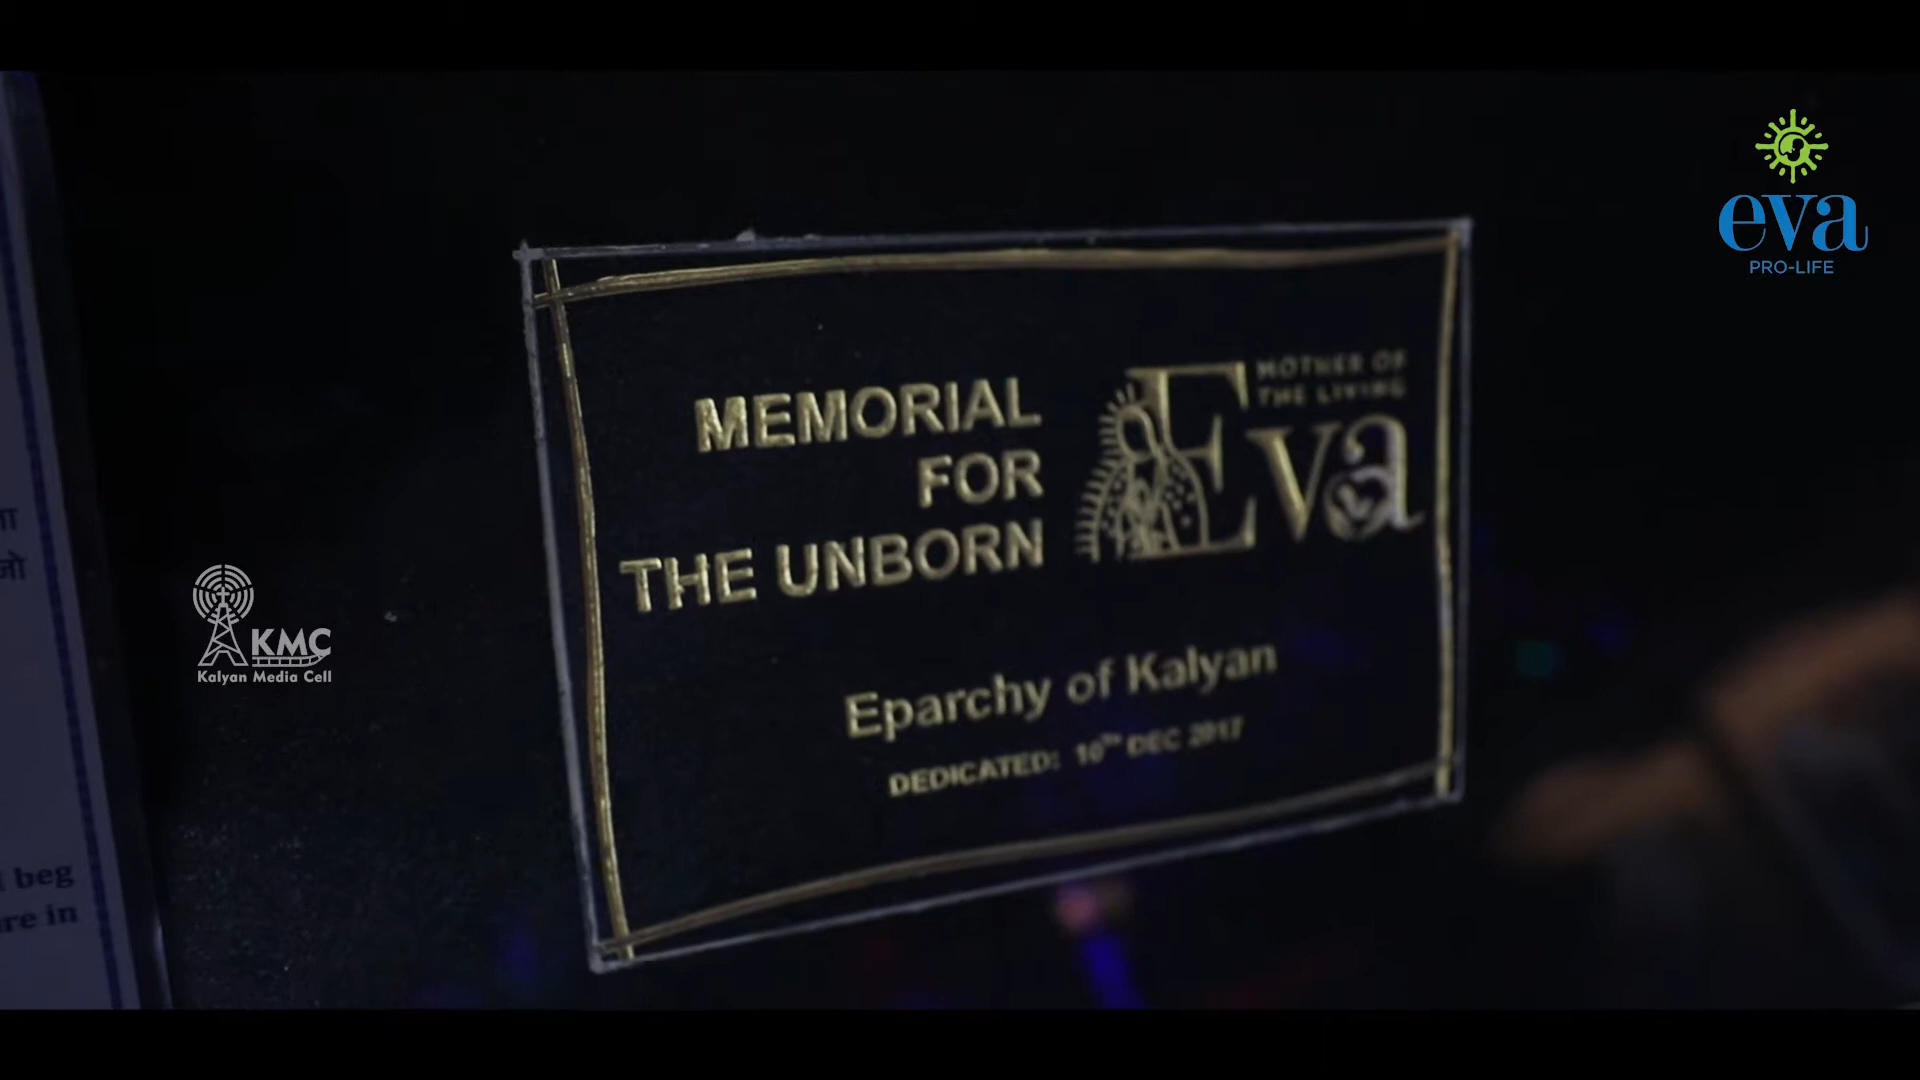 eva
PRO-LIFE
MEMORIAL
FOR
THE UNBORN
MOTHER OF
THE LIVING
Eva
Eparchy of Kalyan
DEDICATED: 10TH DEC 2017
KMC
Kalyan Media Cell
beg
in